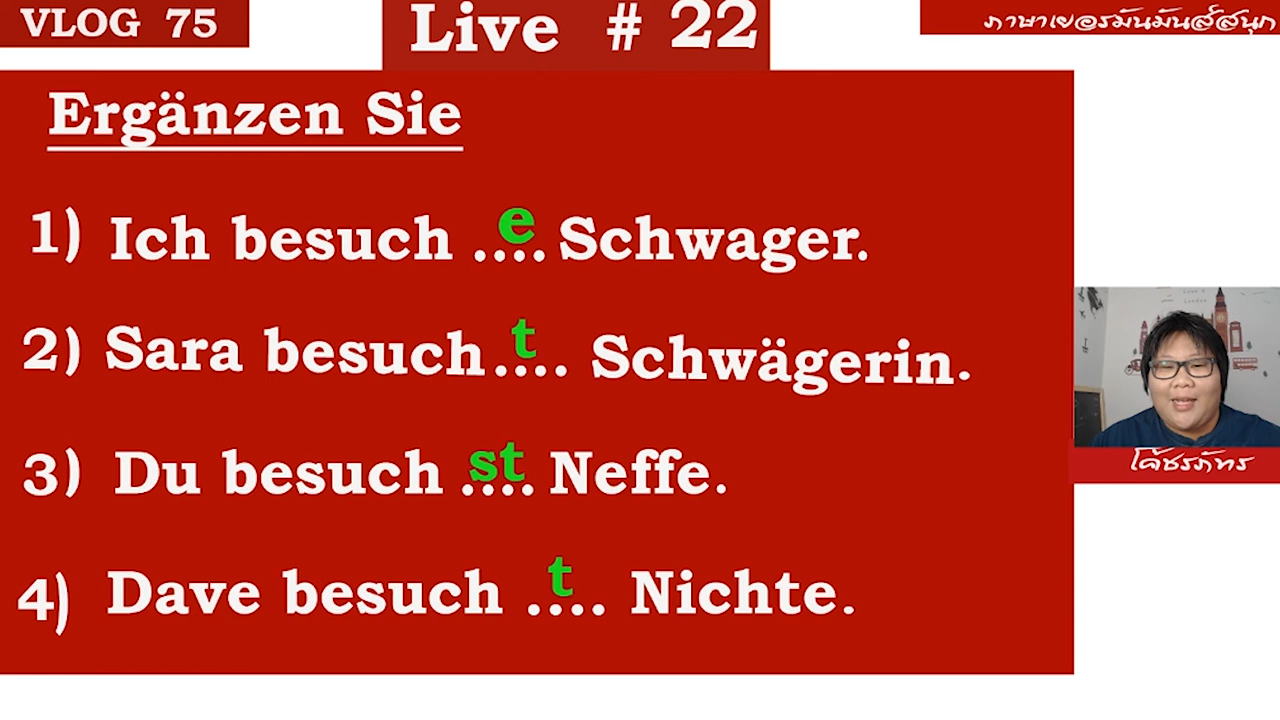 VLOG 75
Live # 22
ภาษาเยอรมันมันส์สนุก
Ergänzen Sie
1) Ich besuch .... e Schwager.
2) Sara besuch.... t Schwägerin.
3) Du besuch .... st Neffe.
4) Dave besuch .... t Nichte.
โค้ชรภัทร